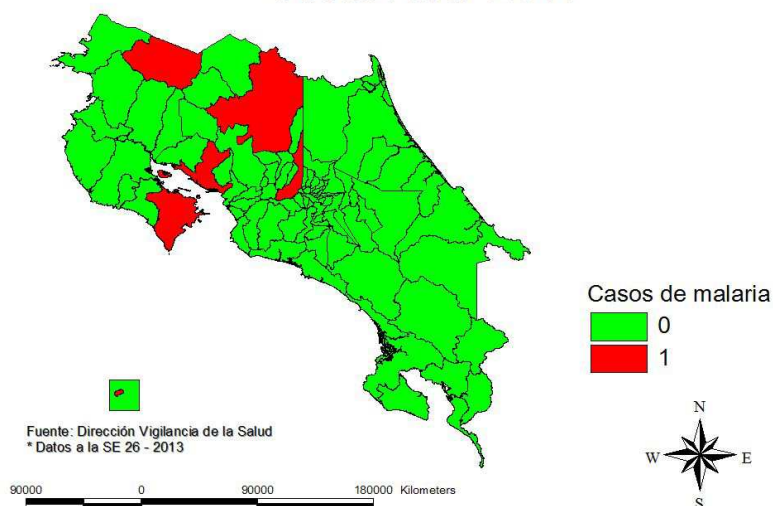 Casos de malaria
0
1
Fuente: Dirección Vigilancia de la Salud
* Datos a la SE 26 - 2013
N
W E
S
90000 0 90000 180000 Kilometers